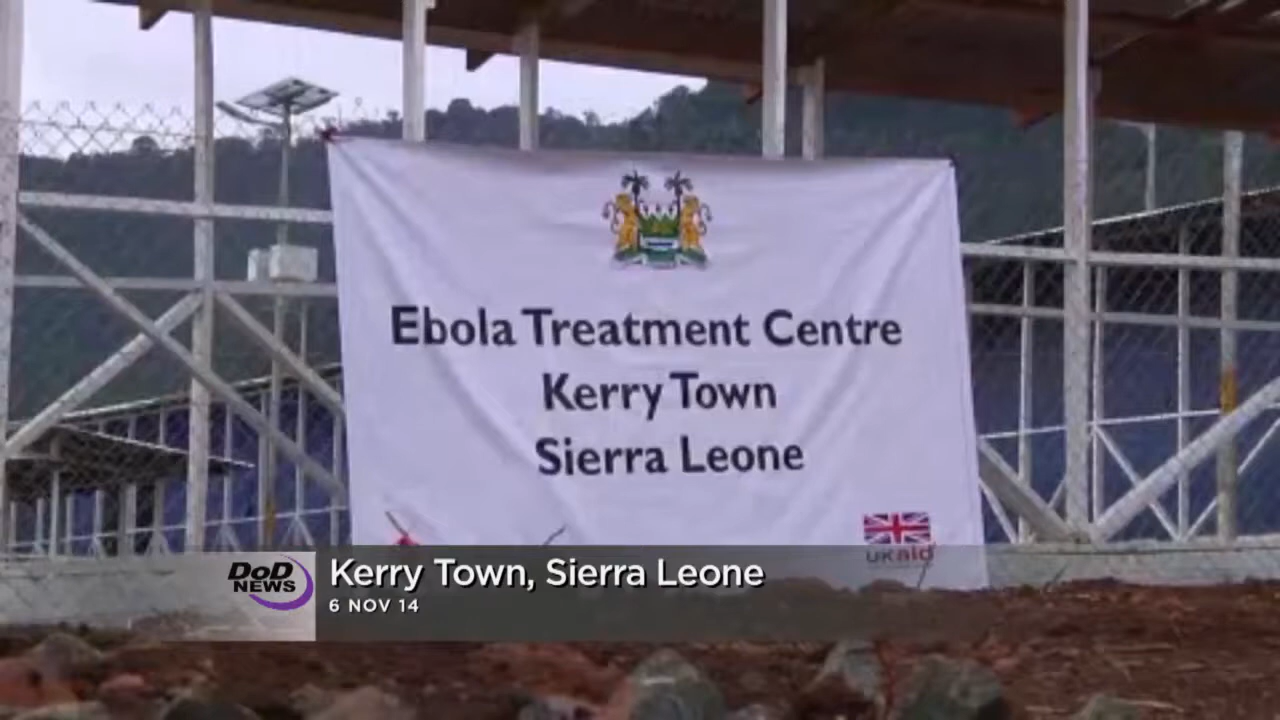 Ebola Treatment Centre
Kerry Town
Sierra Leone
UKaid
DoD
NEWS
Kerry Town, Sierra Leone
6 NOV 14